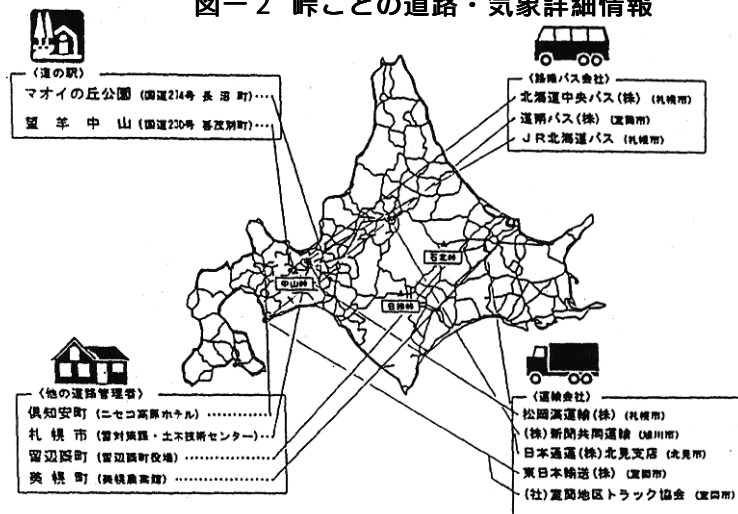 図ー2 峠ごとの道路・気象詳細情報
〈道の駅〉
マオイの丘公園 (国道274号 長沼町)
望羊中山 (国道230号 喜茂別町)
〈路線バス会社〉
北海道中央バス(株) (札幌市)
道南バス(株) (室蘭市)
JR北海道バス (札幌市)
石北峠
中山峠
日勝峠
〈他の道路管理者〉
倶知安町 (ニセコ高原ホテル)
札幌市 (雪対策課・土木技術センター)
留辺蘂町 (留辺蘂町役場)
美幌町 (美幌農業館)
〈運輸会社〉
松岡満運輸(株) (札幌市)
(株)新聞共同運輸 (旭川市)
日本通運(株)北見支店 (北見市)
東日本輸送(株) (室蘭市)
(社)室蘭地区トラック協会 (室蘭市)